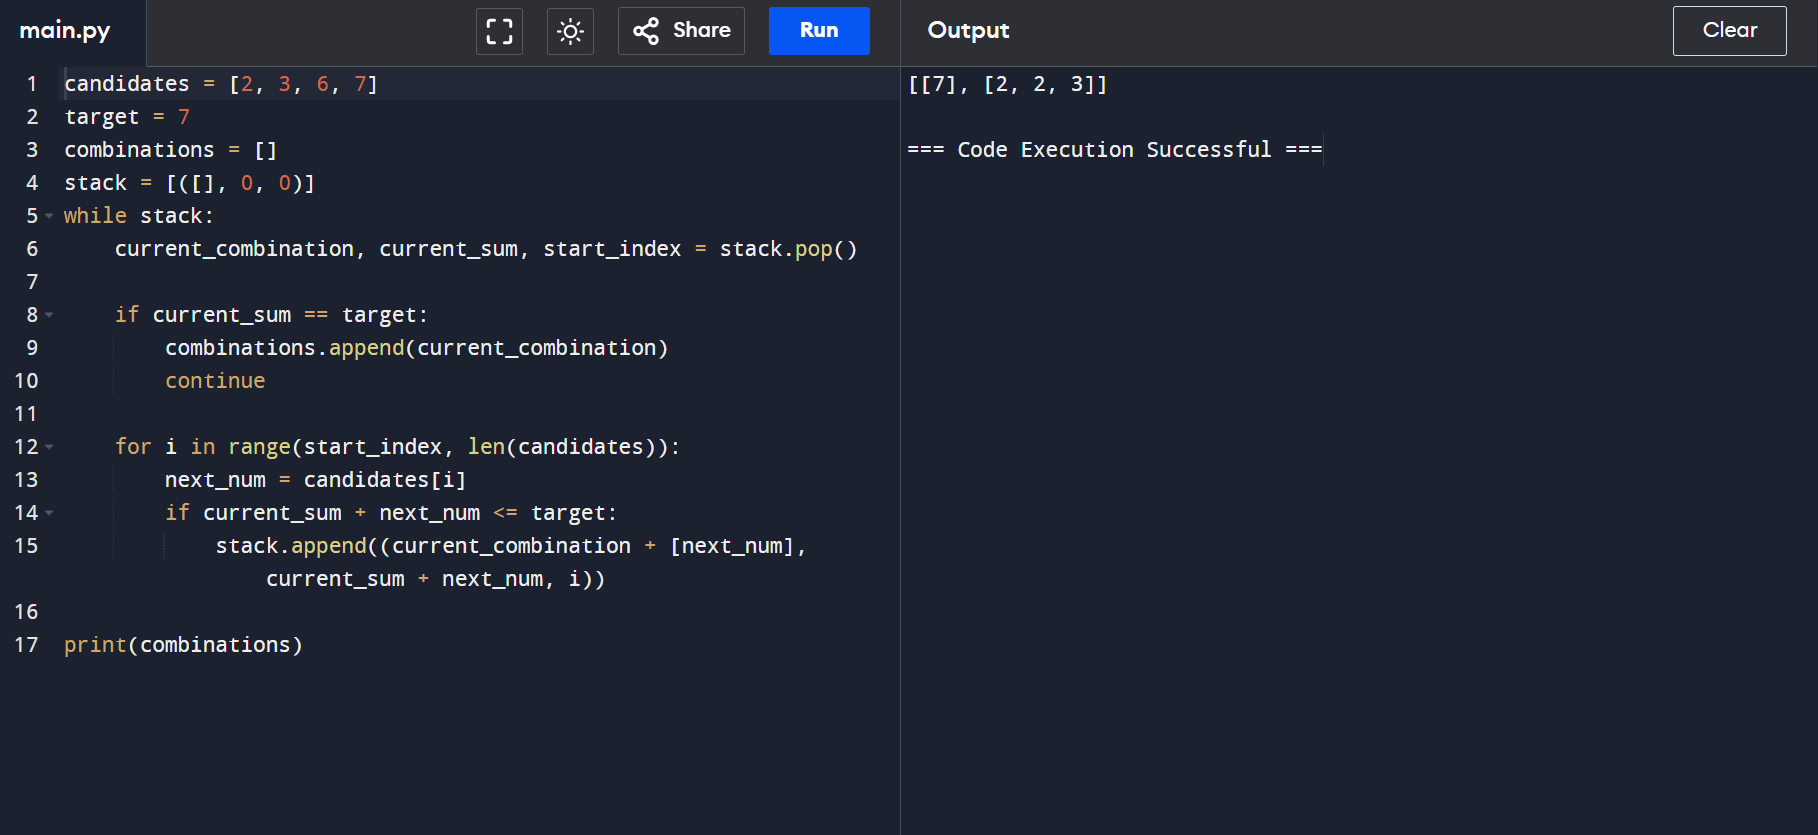 main.py
Share
Run
Output
Clear
1 candidates = [2, 3, 6, 7]
2 target = 7
3 combinations = []
4 stack = [([], 0, 0)]
5 while stack:
6     current_combination, current_sum, start_index = stack.pop()
7
8     if current_sum == target:
9         combinations.append(current_combination)
10         continue
11
12     for i in range(start_index, len(candidates)):
13         next_num = candidates[i]
14         if current_sum + next_num <= target:
15             stack.append((current_combination + [next_num],
                current_sum + next_num, i))
16
17 print(combinations)
[[7], [2, 2, 3]]
=== Code Execution Successful ===